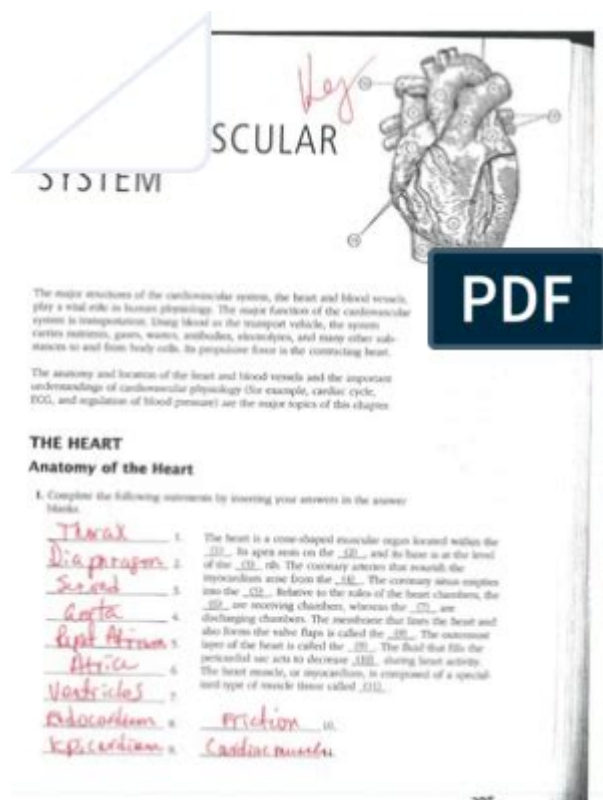 Key
SCULAR
SYSTEM
PDF
The major structures of the cardiovascular system, the heart and blood vessels,
play a vital role in human physiology. The major function of the cardiovascular
system is transportation. Using blood as the transport vehicle, the system
carries nutrients, gases, wastes, antibodies, electrolytes, and many other sub-
stances to and from body cells. Its propulsive force is the contracting heart.
The anatomy and location of the heart and blood vessels and the important
understandings of cardiovascular physiology (for example, cardiac cycle,
ECG, and regulation of blood pressure) are the major topics of this chapter
THE HEART
Anatomy of the Heart
1. Complete the following statements by inserting your answers in the answer
blanks.
Thorax 1.
Diaphragm 2.
Second 3.
Aorta 4.
Right Atrium 5.
Atria 6.
Ventricles 7.
Endocardium 8.
Epicardium 9.
The heart is a cone-shaped muscular organ located within the
(1). Its apex rests on the (2), and its base is at the level
of the (3) rib. The coronary arteries that nourish the
myocardium arise from the (4). The coronary sinus empties
into the (5). Relative to the roles of the heart chambers, the
(6) are receiving chambers, whereas the (7) are
discharging chambers. The membrane that lines the heart and
also forms the valve flaps is called the (8). The outermost
layer of the heart is called the (9). The fluid that fills the
pericardial sac acts to decrease (10) during heart activity.
The heart muscle, or myocardium, is composed of a special-
ized type of muscle tissue called (11).
Friction 10.
Cardiac muscle 11.